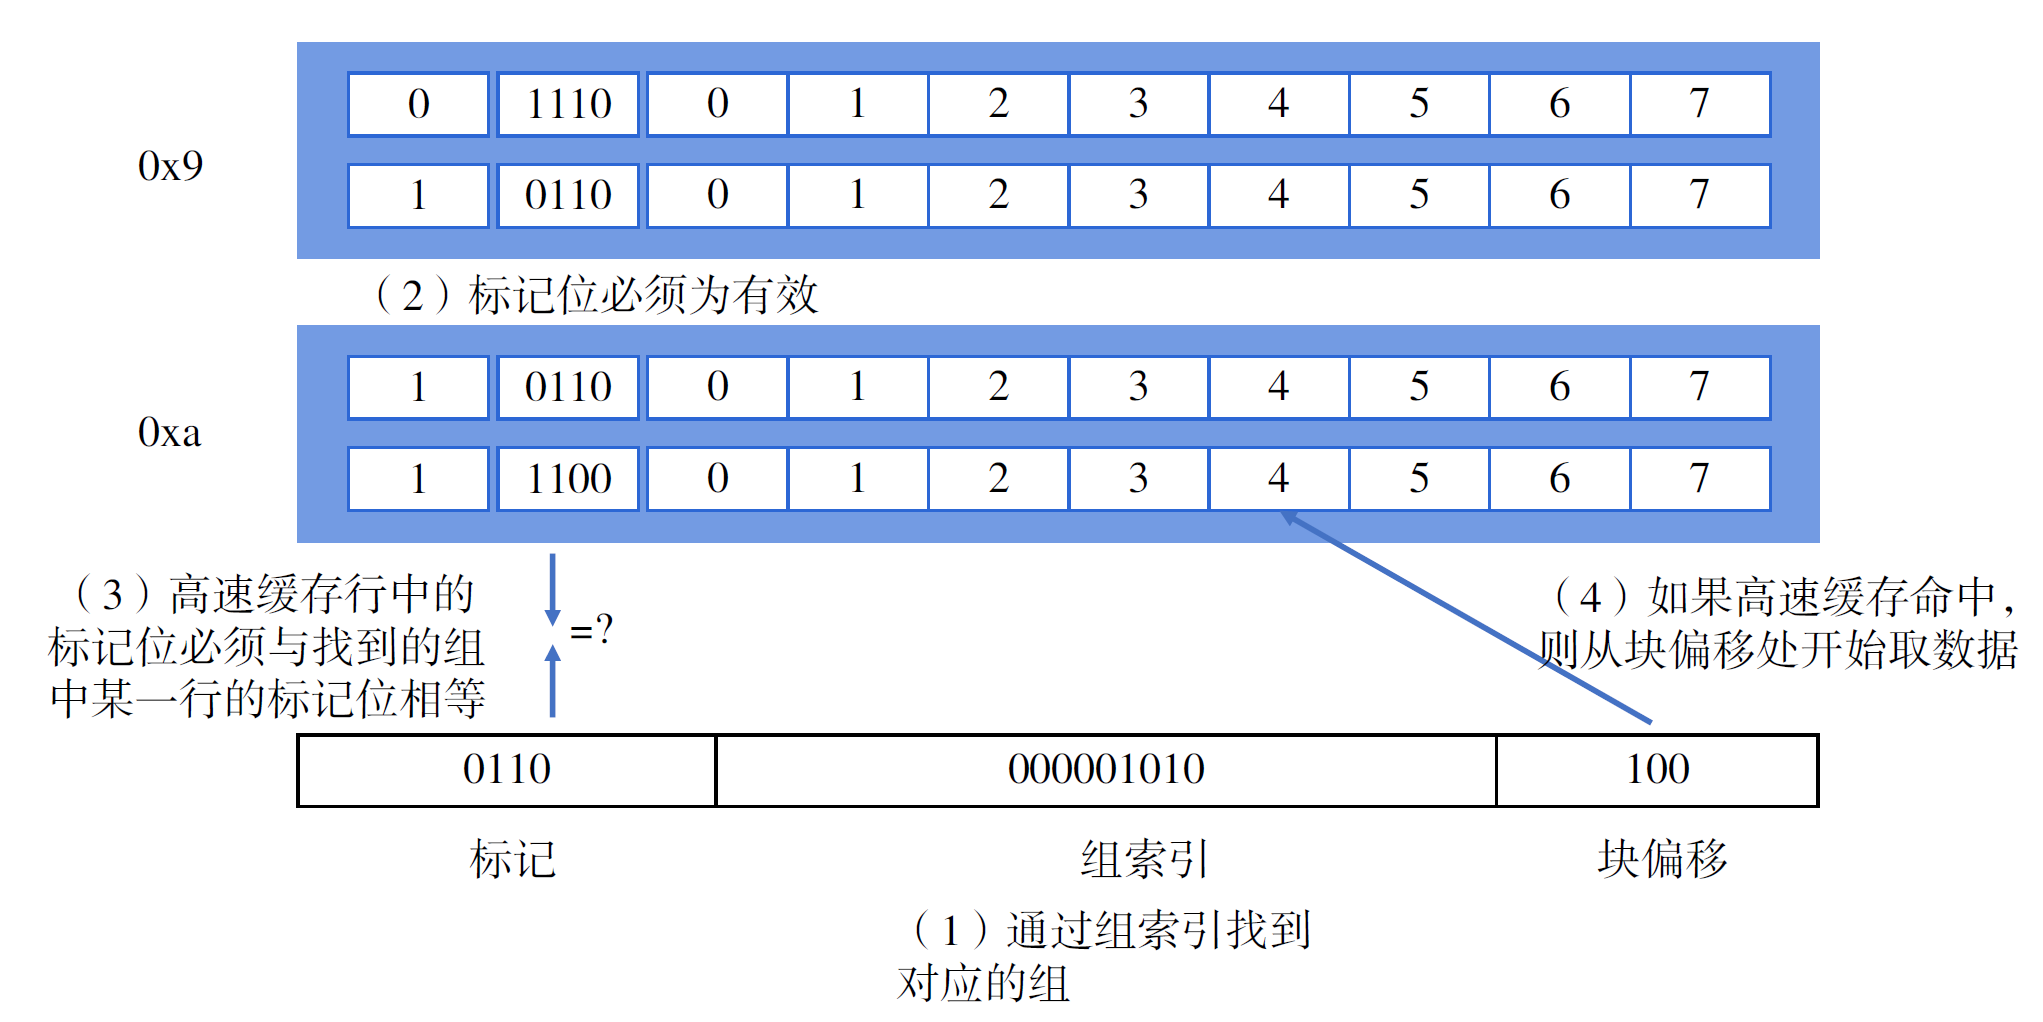 0 1110 0 1 2 3 4 5 6 7
0x9
1 0110 0 1 2 3 4 5 6 7
（2）标记位必须为有效
1 0110 0 1 2 3 4 5 6 7
0xa
1 1100 0 1 2 3 4 5 6 7
（3）高速缓存行中的
标记位必须与找到的组
中某一行的标记位相等
=?
（4）如果高速缓存命中，
则从块偏移处开始取数据
0110 000001010 100
标记 组索引 块偏移
（1）通过组索引找到
对应的组